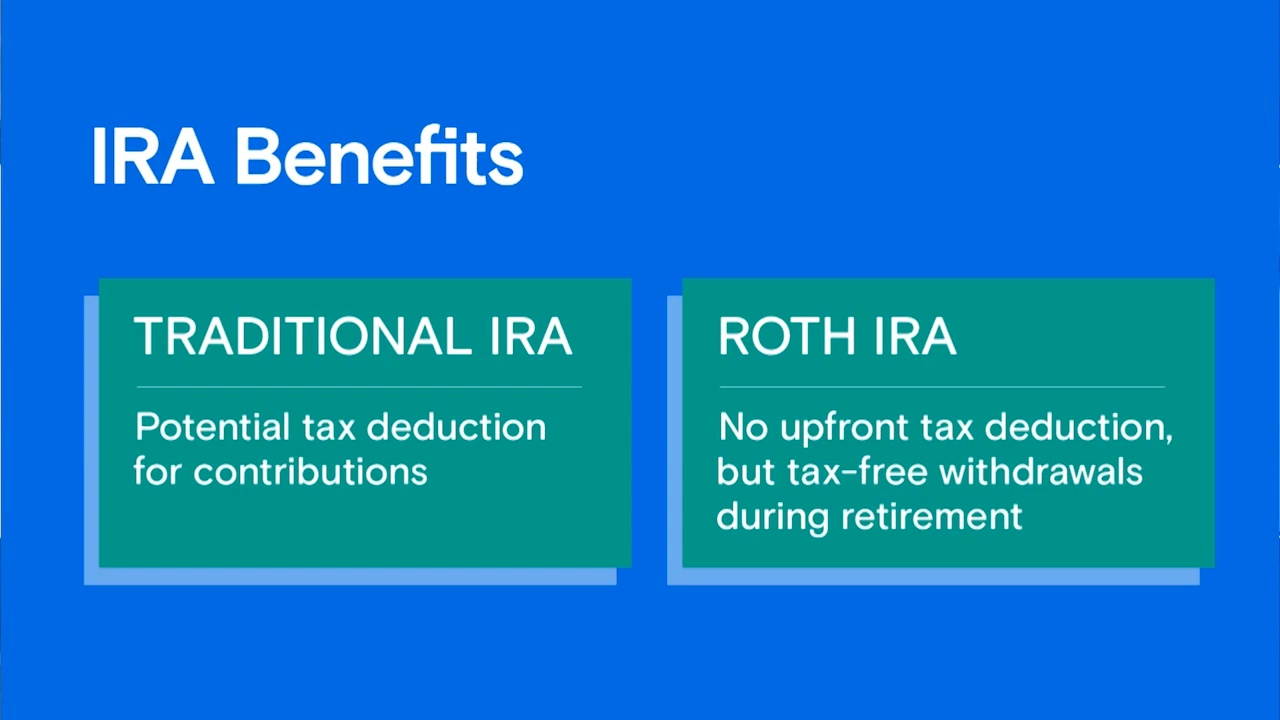 IRA Benefits
TRADITIONAL IRA
Potential tax deduction
for contributions
ROTH IRA
No upfront tax deduction,
but tax-free withdrawals
during retirement